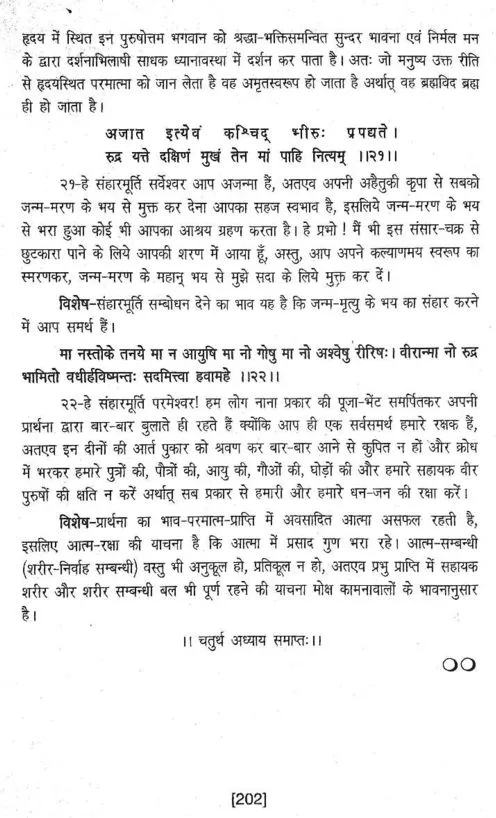 हृदय में स्थित इन पुरुषोत्तम भगवान को श्रद्धा-भक्तिसमन्वित सुन्दर भावना एवं निर्मल मन
के द्वारा दर्शनाभिलाषी साधक ध्यानावस्था में दर्शन कर पाता है। अतः जो मनुष्य उक्त रीति
से हृदयस्थित परमात्मा को जान लेता है वह अमृतस्वरूप हो जाता है अर्थात् वह ब्रह्मविद ब्रह्म
ही हो जाता है।
अजात इत्येवं कश्चिद् भीरुः प्रपद्यते।
रुद्र यत्ते दक्षिणं मुखं तेन मां पाहि नित्यम् ।।२१।।
२१-हे संहारमूर्ति सर्वेश्वर आप अजन्मा हैं, अतएव अपनी अहैतुकी कृपा से सबको
जन्म-मरण के भय से मुक्त कर देना आपका सहज स्वभाव है, इसलिये जन्म-मरण के भय
से भरा हुआ कोई भी आपका आश्रय ग्रहण करता है। हे प्रभो ! मैं भी इस संसार-चक्र से
छुटकारा पाने के लिये आपकी शरण में आया हूँ, अस्तु, आप अपने कल्याणमय स्वरूप का
स्मरणकर, जन्म-मरण के महान् भय से मुझे सदा के लिये मुक्त कर दें।
विशेष-संहारमूर्ति सम्बोधन देने का भाव यह है कि जन्म-मृत्यु के भय का संहार करने
में आप समर्थ हैं।
मा नस्तोके तनये मा न आयुषि मा नो गोषु मा नो अश्वेषु रीरिषः। वीरान्मा नो रुद्र
भामितो वधीर्हविष्मन्तः सदमित्त्वा हवामहे ।।२२।।
२२-हे संहारमूर्ति परमेश्वर! हम लोग नाना प्रकार की पूजा-भेंट समर्पितकर अपनी
प्रार्थना द्वारा बार-बार बुलाते ही रहते हैं क्योंकि आप ही एक सर्वसमर्थ हमारे रक्षक हैं,
अतएव इन दीनों की आर्त पुकार को श्रवण कर बार-बार आने से कुपित न हों और क्रोध
में भरकर हमारे पुत्रों की, पौत्रों की, आयु की, गौओं की, घोड़ों की और हमारे सहायक वीर
पुरुषों की क्षति न करें अर्थात् सब प्रकार से हमारी और हमारे धन-जन की रक्षा करें।
विशेष-प्रार्थना का भाव-परमात्म-प्राप्ति में अवसादित आत्मा असफल रहती है,
इसलिए आत्म-रक्षा की याचना है कि आत्मा में प्रसाद गुण भरा रहे। आत्म-सम्बन्धी
(शरीर-निर्वाह सम्बन्धी) वस्तु भी अनुकूल हो, प्रतिकूल न हो, अतएव प्रभु प्राप्ति में सहायक
शरीर और शरीर सम्बन्धी बल भी पूर्ण रहने की याचना मोक्ष कामनावालों के भावनानुसार
है।
।। चतुर्थ अध्याय समाप्तः।।
[202]